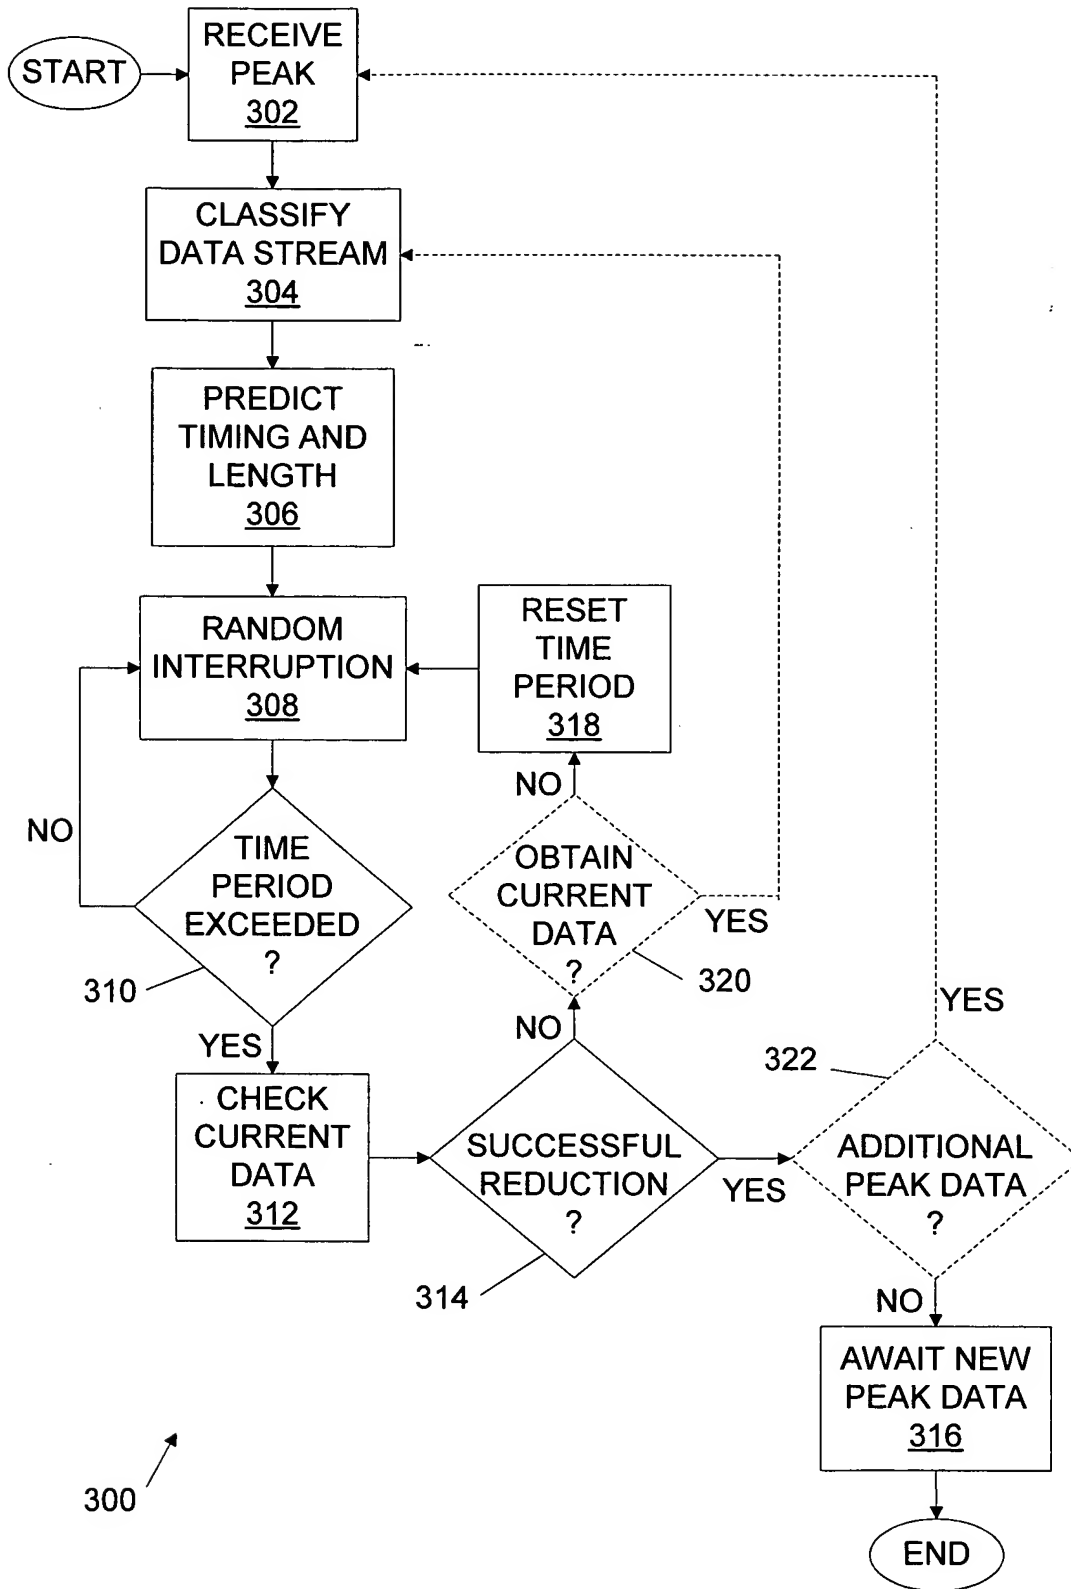 START
RECEIVE
PEAK
302
CLASSIFY
DATA STREAM
304
PREDICT
TIMING AND
LENGTH
306
RANDOM
INTERRUPTION
308
RESET
TIME
PERIOD
318
NO
NO
TIME
PERIOD
EXCEEDED
?
310
OBTAIN
CURRENT
DATA
?
YES
320
YES
NO
YES
322
CHECK
CURRENT
DATA
312
SUCCESSFUL
REDUCTION
?
YES
314
ADDITIONAL
PEAK DATA
?
NO
AWAIT NEW
PEAK DATA
316
300
END